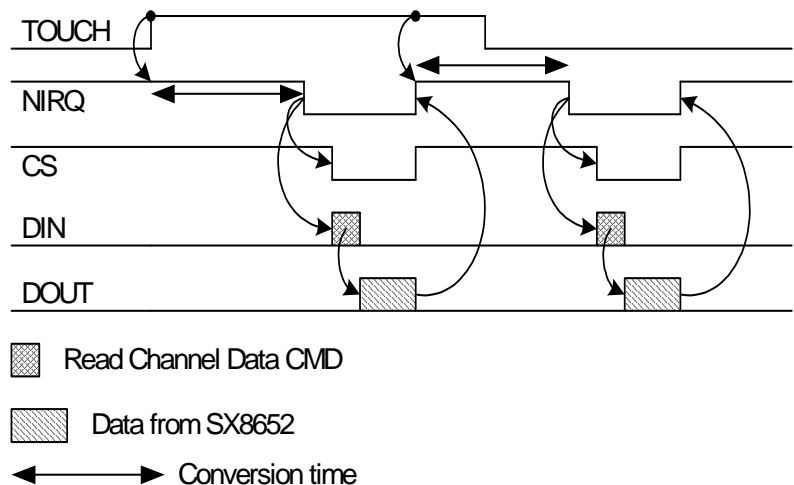 TOUCH
NIRQ
CS
DIN
DOUT
Read Channel Data CMD
Data from SX8652
Conversion time